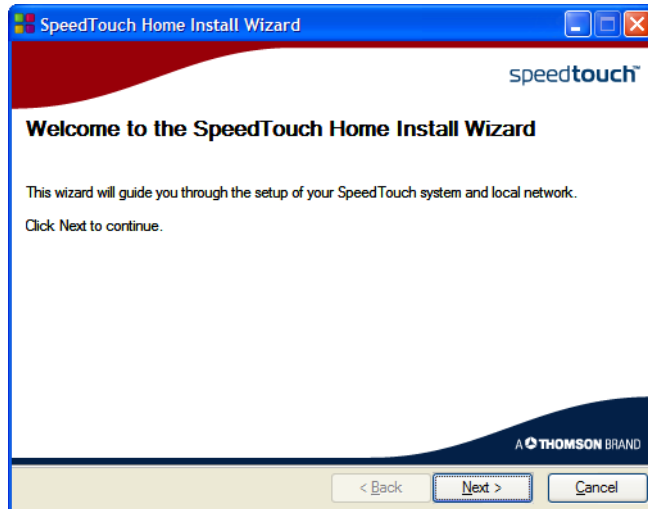 SpeedTouch Home Install Wizard
speedtouch™
Welcome to the SpeedTouch Home Install Wizard
This wizard will guide you through the setup of your SpeedTouch system and local network.
Click Next to continue.
A THOMSON BRAND
< Back
Next >
Cancel